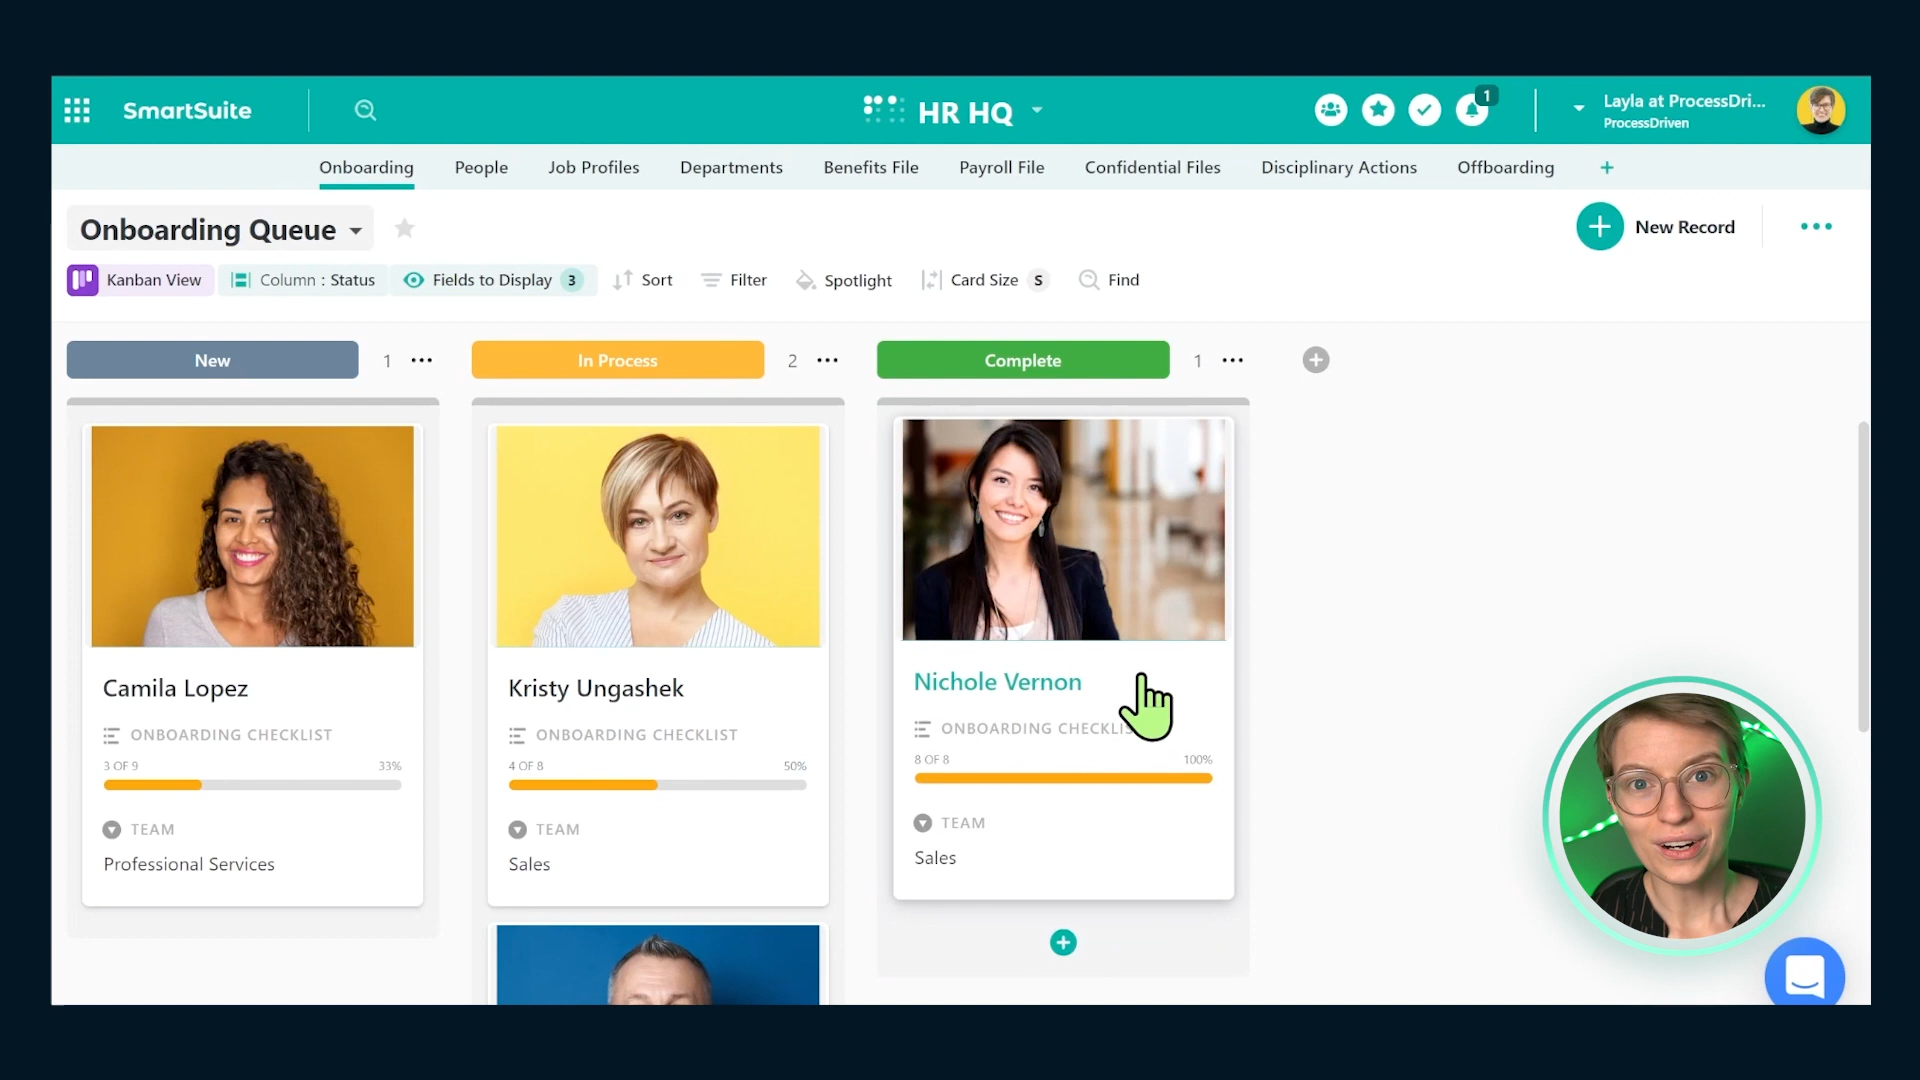 SmartSuite
HR HQ
1
Layla at ProcessDri...
ProcessDriven
Onboarding
People
Job Profiles
Departments
Benefits File
Payroll File
Confidential Files
Disciplinary Actions
Offboarding
+
Onboarding Queue
New Record
Kanban View
Column : Status
Fields to Display 3
Sort
Filter
Spotlight
Card Size S
Find
New 1
In Process 2
Complete 1
Camila Lopez
ONBOARDING CHECKLIST
3 OF 9 33%
TEAM
Professional Services
Kristy Ungashek
ONBOARDING CHECKLIST
4 OF 8 50%
TEAM
Sales
Nichole Vernon
ONBOARDING CHECKLIS
8 OF 8 100%
TEAM
Sales